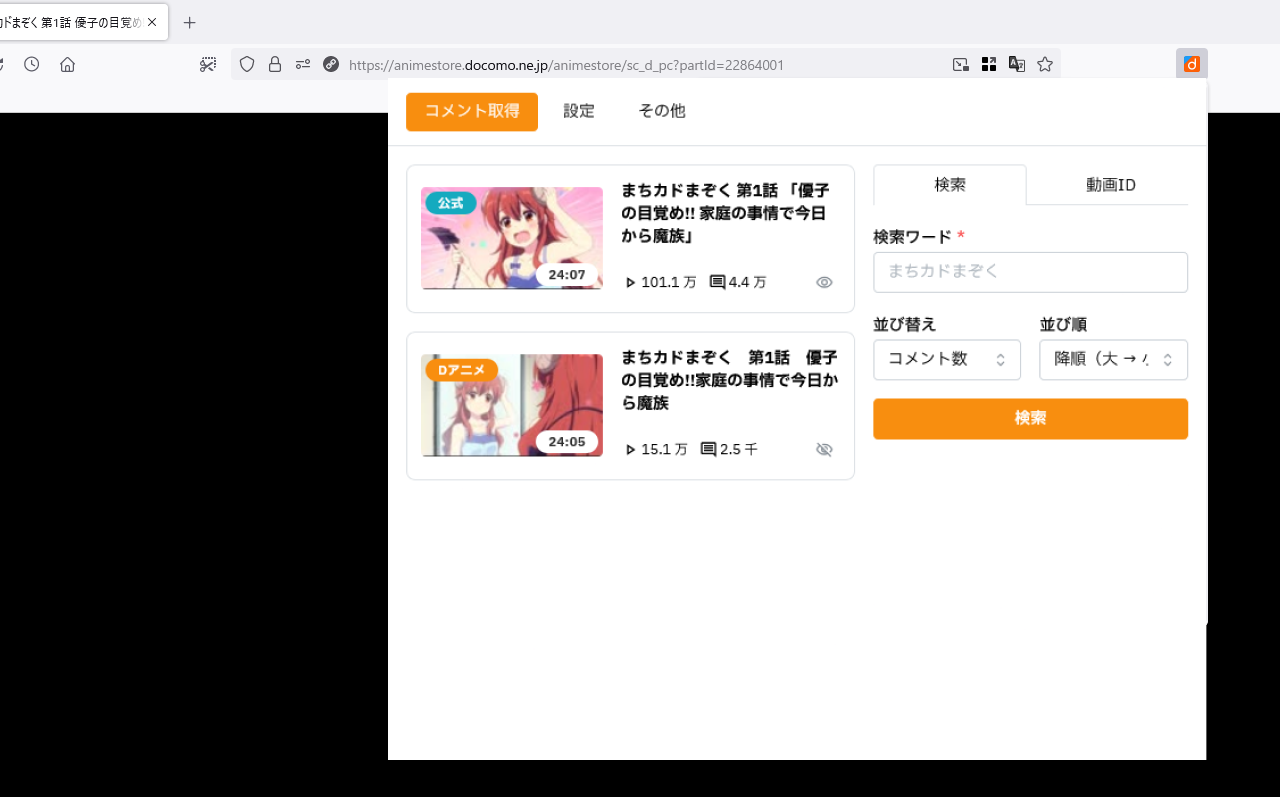 カドまぞく 第1話 優子の目覚め
https://animestore.docomo.ne.jp/animestore/sc_d_pc?partId=22864001
コメント取得
設定
その他
公式
24:07
まちカドまぞく 第1話 「優子
の目覚め!! 家庭の事情で今日
から魔族」
101.1 万
4.4 万
Dアニメ
24:05
まちカドまぞく　第1話　優子
の目覚め!!家庭の事情で今日か
ら魔族
15.1 万
2.5 千
検索
動画ID
検索ワード *
まちカドまぞく
並び替え
並び順
コメント数
降順（大 →
検索